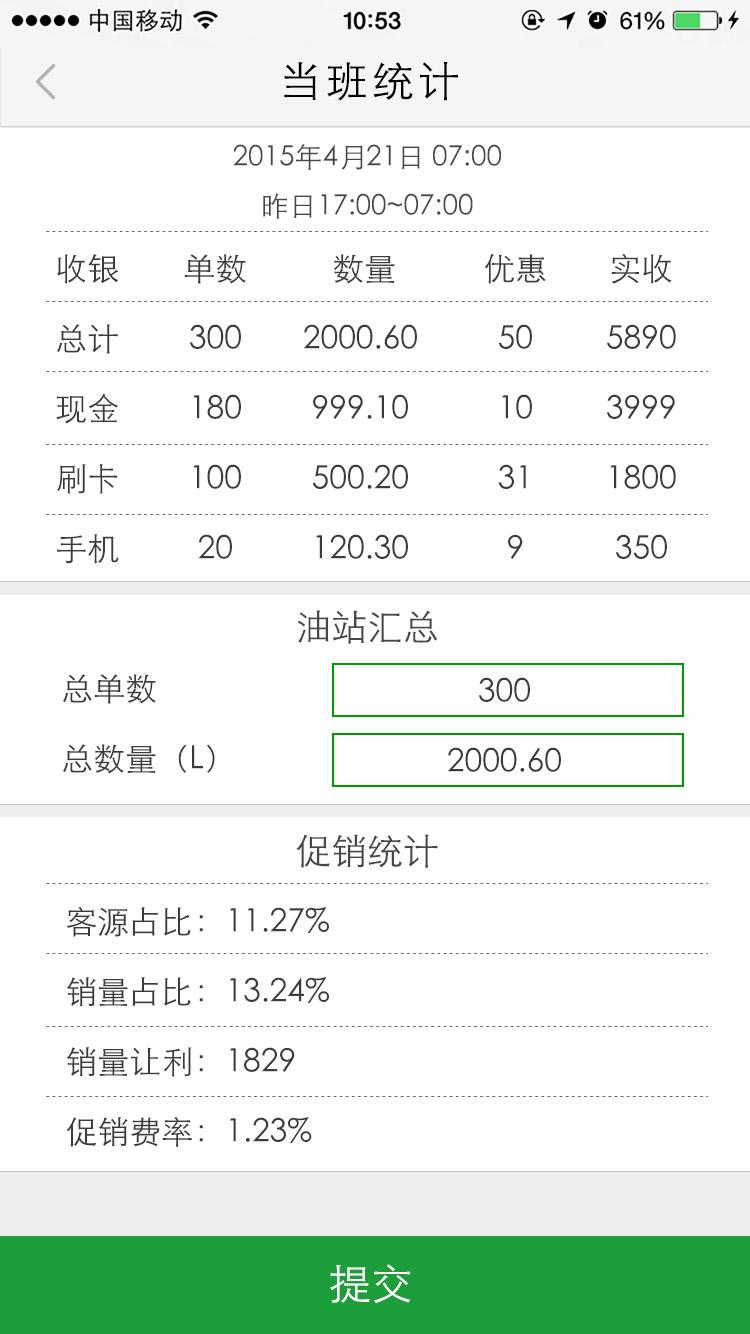 中国移动 10:53 61%
当班统计
2015年4月21日 07:00
昨日17:00~07:00
收银 单数 数量 优惠 实收
总计 300 2000.60 50 5890
现金 180 999.10 10 3999
刷卡 100 500.20 31 1800
手机 20 120.30 9 350
油站汇总
总单数 300
总数量（L） 2000.60
促销统计
客源占比：11.27%
销量占比：13.24%
销量让利：1829
促销费率：1.23%
提交